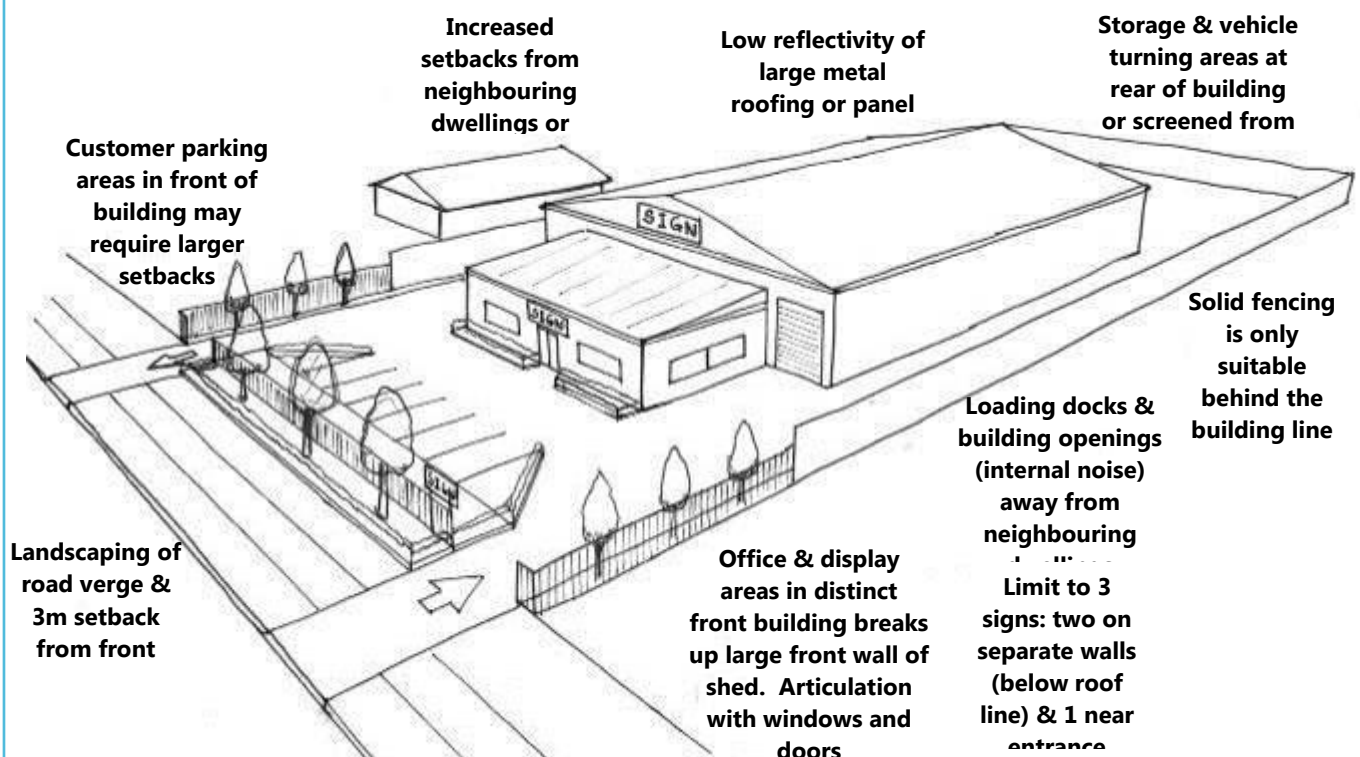 Increased
setbacks from
neighbouring
dwellings or
Low reflectivity of
large metal
roofing or panel
Storage & vehicle
turning areas at
rear of building
or screened from
Customer parking
areas in front of
building may
require larger
setbacks
SIGN
SIGN
SIGN
Solid fencing
is only
suitable
behind the
building line
Loading docks &
building openings
(internal noise)
away from
neighbouring
Landscaping of
road verge &
3m setback
from front
Office & display
areas in distinct
front building breaks
up large front wall of
shed. Articulation
with windows and
doors
Limit to 3
signs: two on
separate walls
(below roof
line) & 1 near
entrance